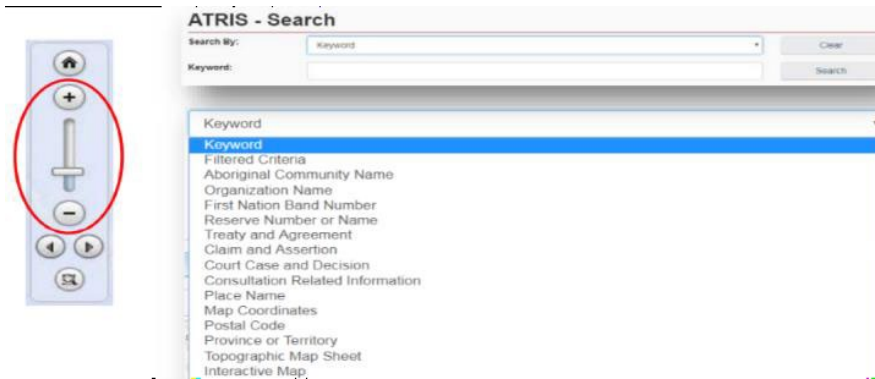 ATRIS - Search
Search By:
Keyword
Clear
Keyword:
Search
Keyword
Keyword
Filtered Criteria
Aboriginal Community Name
Organization Name
First Nation Band Number
Reserve Number or Name
Treaty and Agreement
Claim and Assertion
Court Case and Decision
Consultation Related Information
Place Name
Map Coordinates
Postal Code
Province or Territory
Topographic Map Sheet
Interactive Map